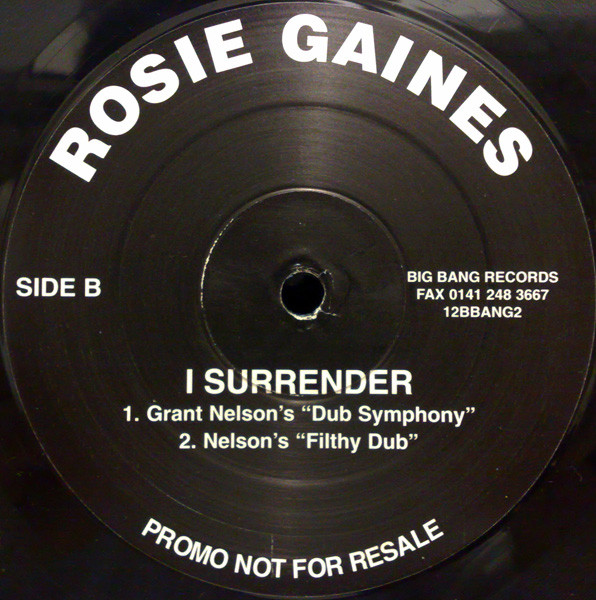 ROSIE GAINES
SIDE B
BIG BANG RECORDS
FAX 0141 248 3667
12BBANG2
I SURRENDER
1. Grant Nelson's “Dub Symphony”
2. Nelson's “Filthy Dub”
PROMO NOT FOR RESALE